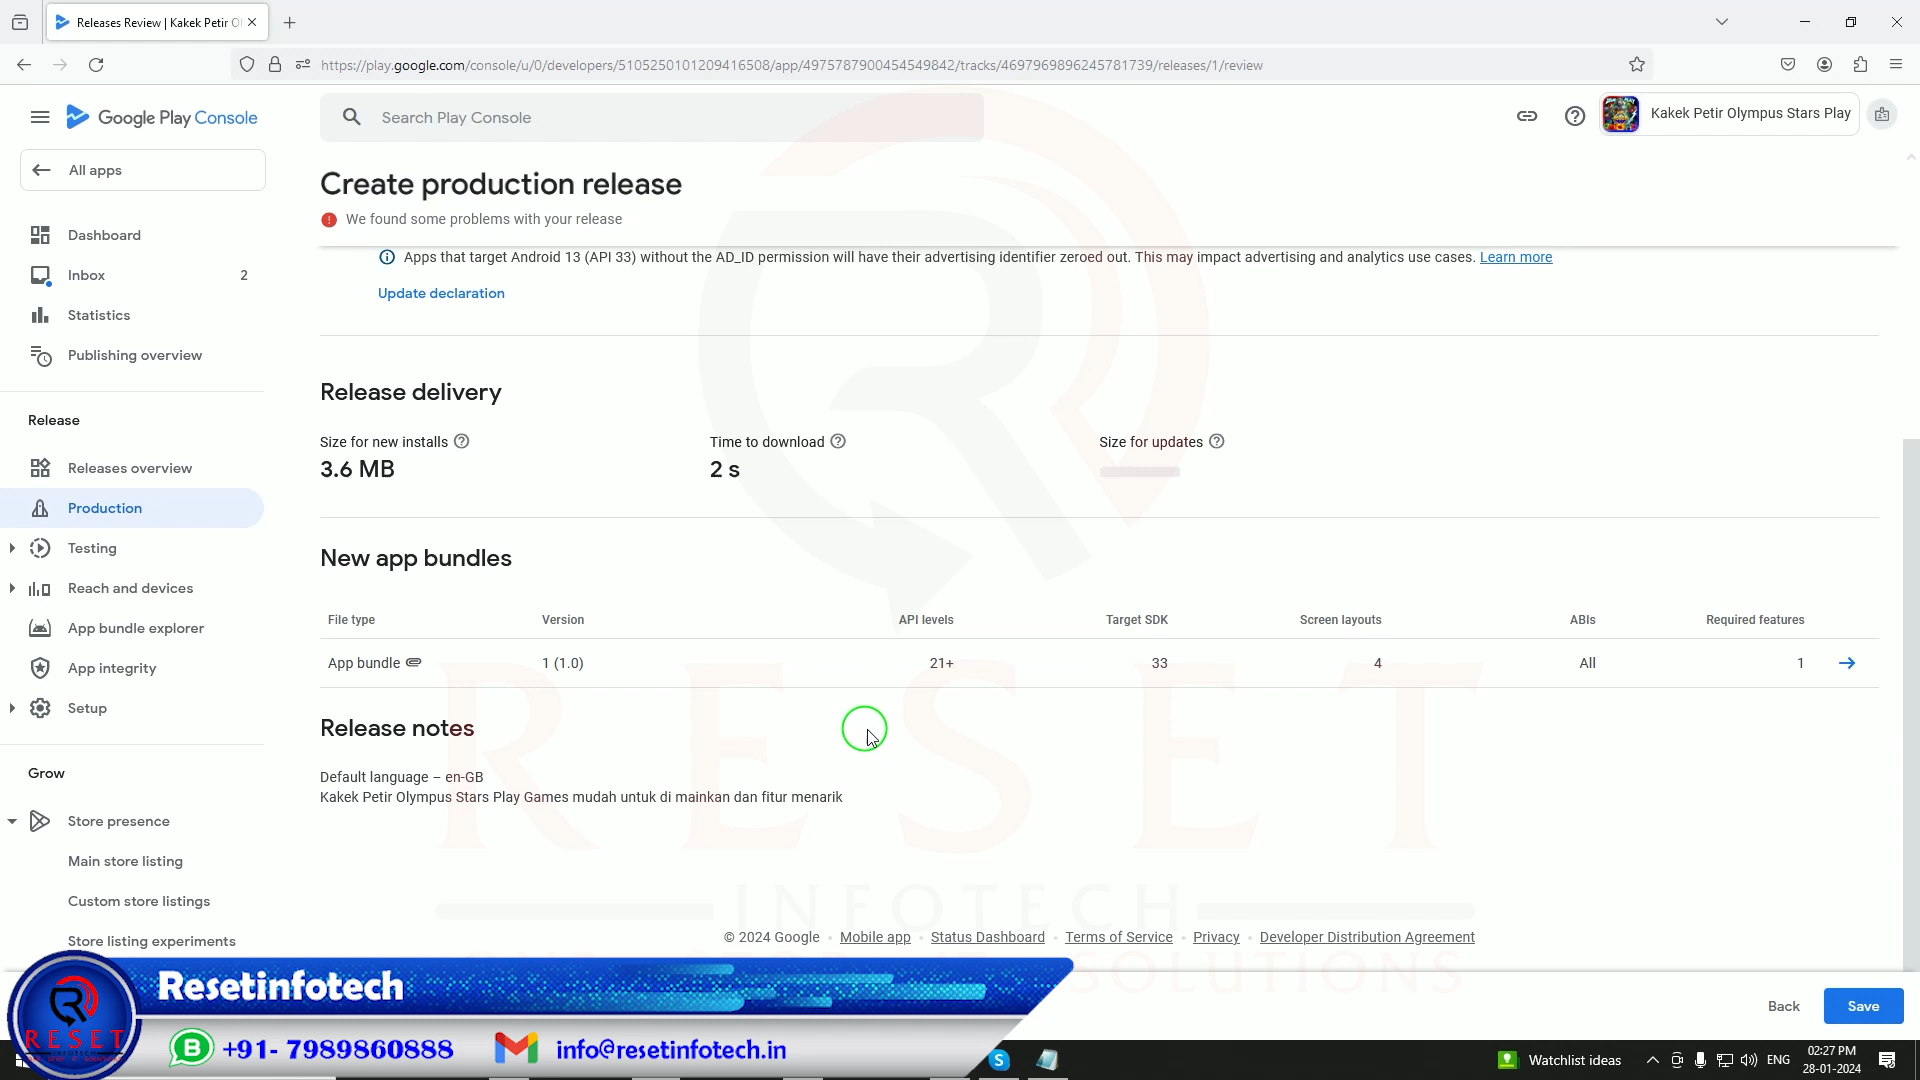 Releases Review | Kakek Petir O
https://play.google.com/console/u/0/developers/5105250101209416508/app/4975787900454549842/tracks/4697969896245781739/releases/1/review
Google Play Console
Search Play Console
Kakek Petir Olympus Stars Play
All apps
Create production release
We found some problems with your release
Dashboard
Inbox 2
Statistics
Publishing overview
Release
Releases overview
Production
Testing
Reach and devices
App bundle explorer
App integrity
Setup
Grow
Store presence
Main store listing
Custom store listings
Store listing experiments
Apps that target Android 13 (API 33) without the AD_ID permission will have their advertising identifier zeroed out. This may impact advertising and analytics use cases. Learn more
Update declaration
Release delivery
Size for new installs Time to download Size for updates
3.6 MB 2 s
New app bundles
File type Version API levels Target SDK Screen layouts ABIs Required features
App bundle 1 (1.0) 21+ 33 4 All 1
Release notes
Default language – en-GB
Kakek Petir Olympus Stars Play Games mudah untuk di mainkan dan fitur menarik
RESET
INFOTECH
SOLUTIONS
© 2024 Google · Mobile app · Status Dashboard · Terms of Service · Privacy · Developer Distribution Agreement
Back Save
Resetinfotech
RESET
+91- 7989860888 info@resetinfotech.in
Watchlist ideas ENG 02:27 PM
28-01-2024